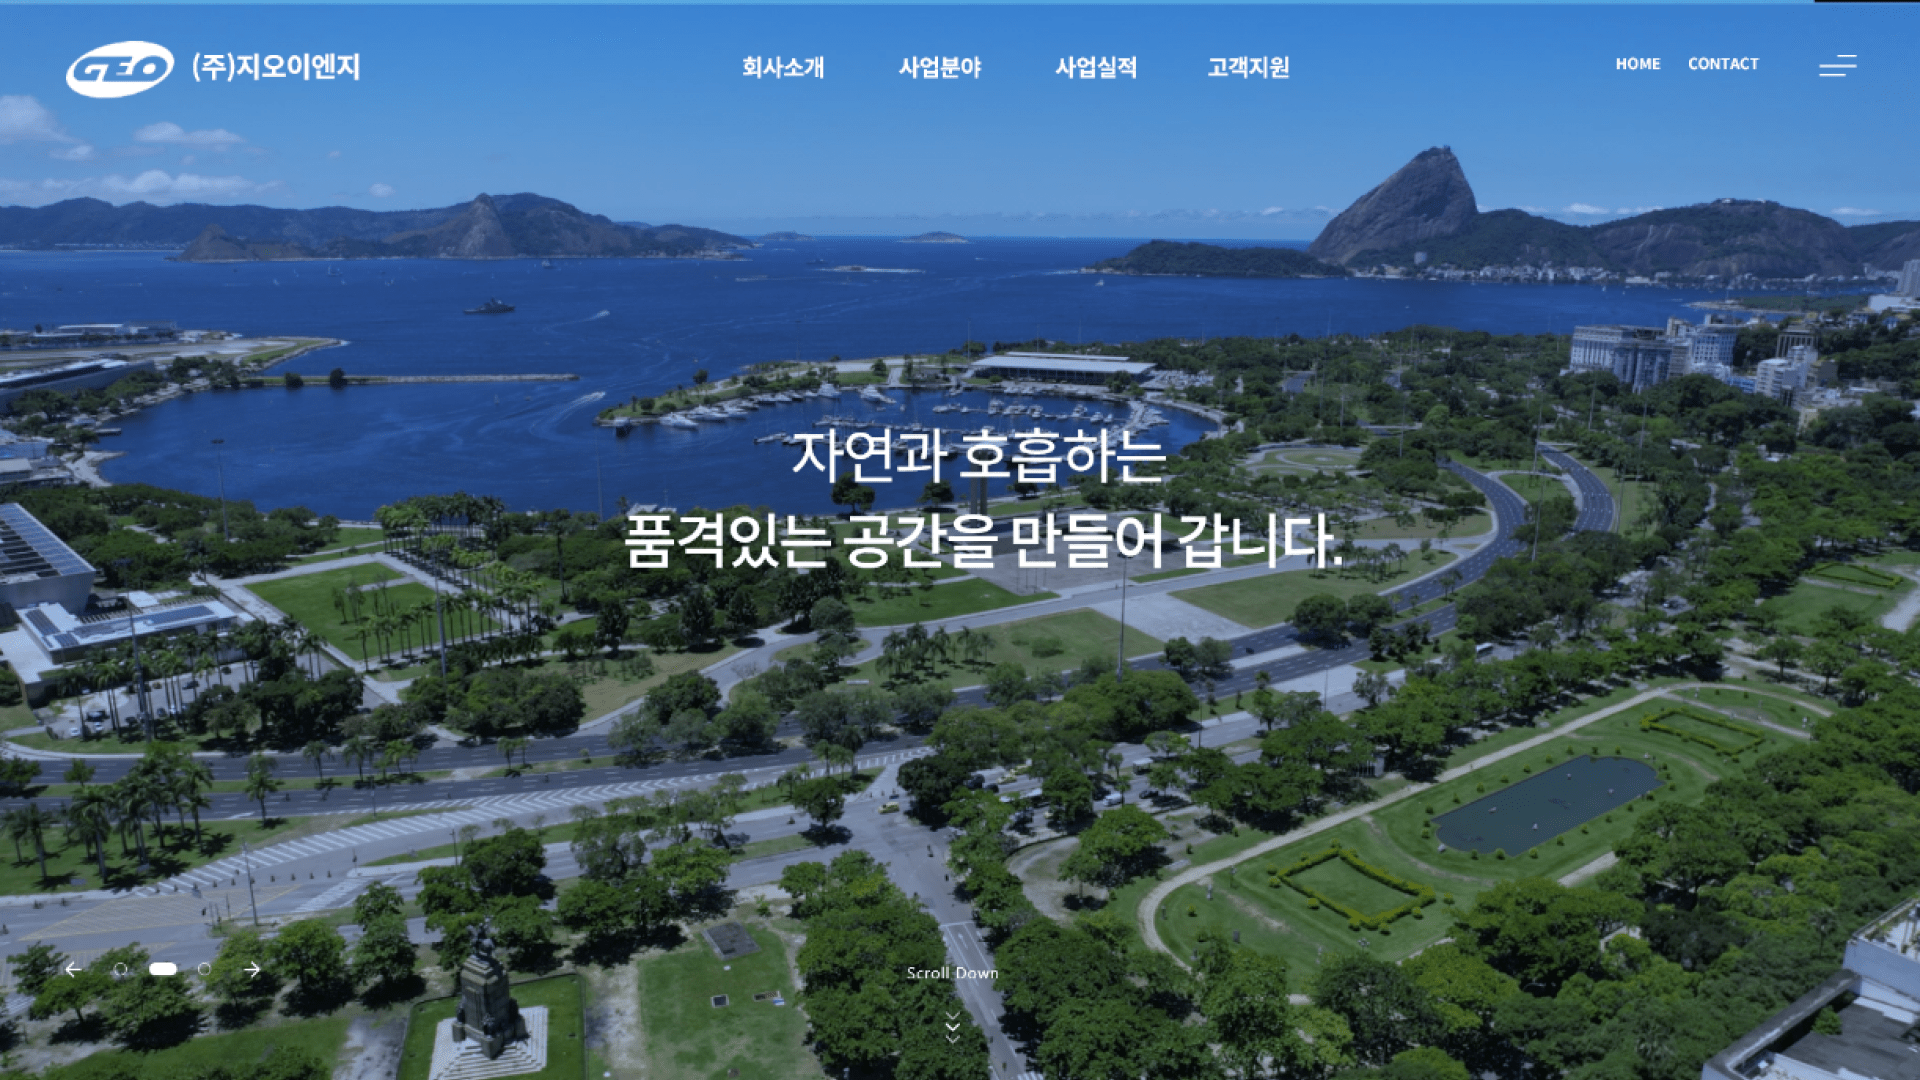 GEO (주)지오이엔지
회사소개 사업분야 사업실적 고객지원
HOME CONTACT
자연과 호흡하는
품격있는 공간을 만들어 갑니다.
Scroll Down